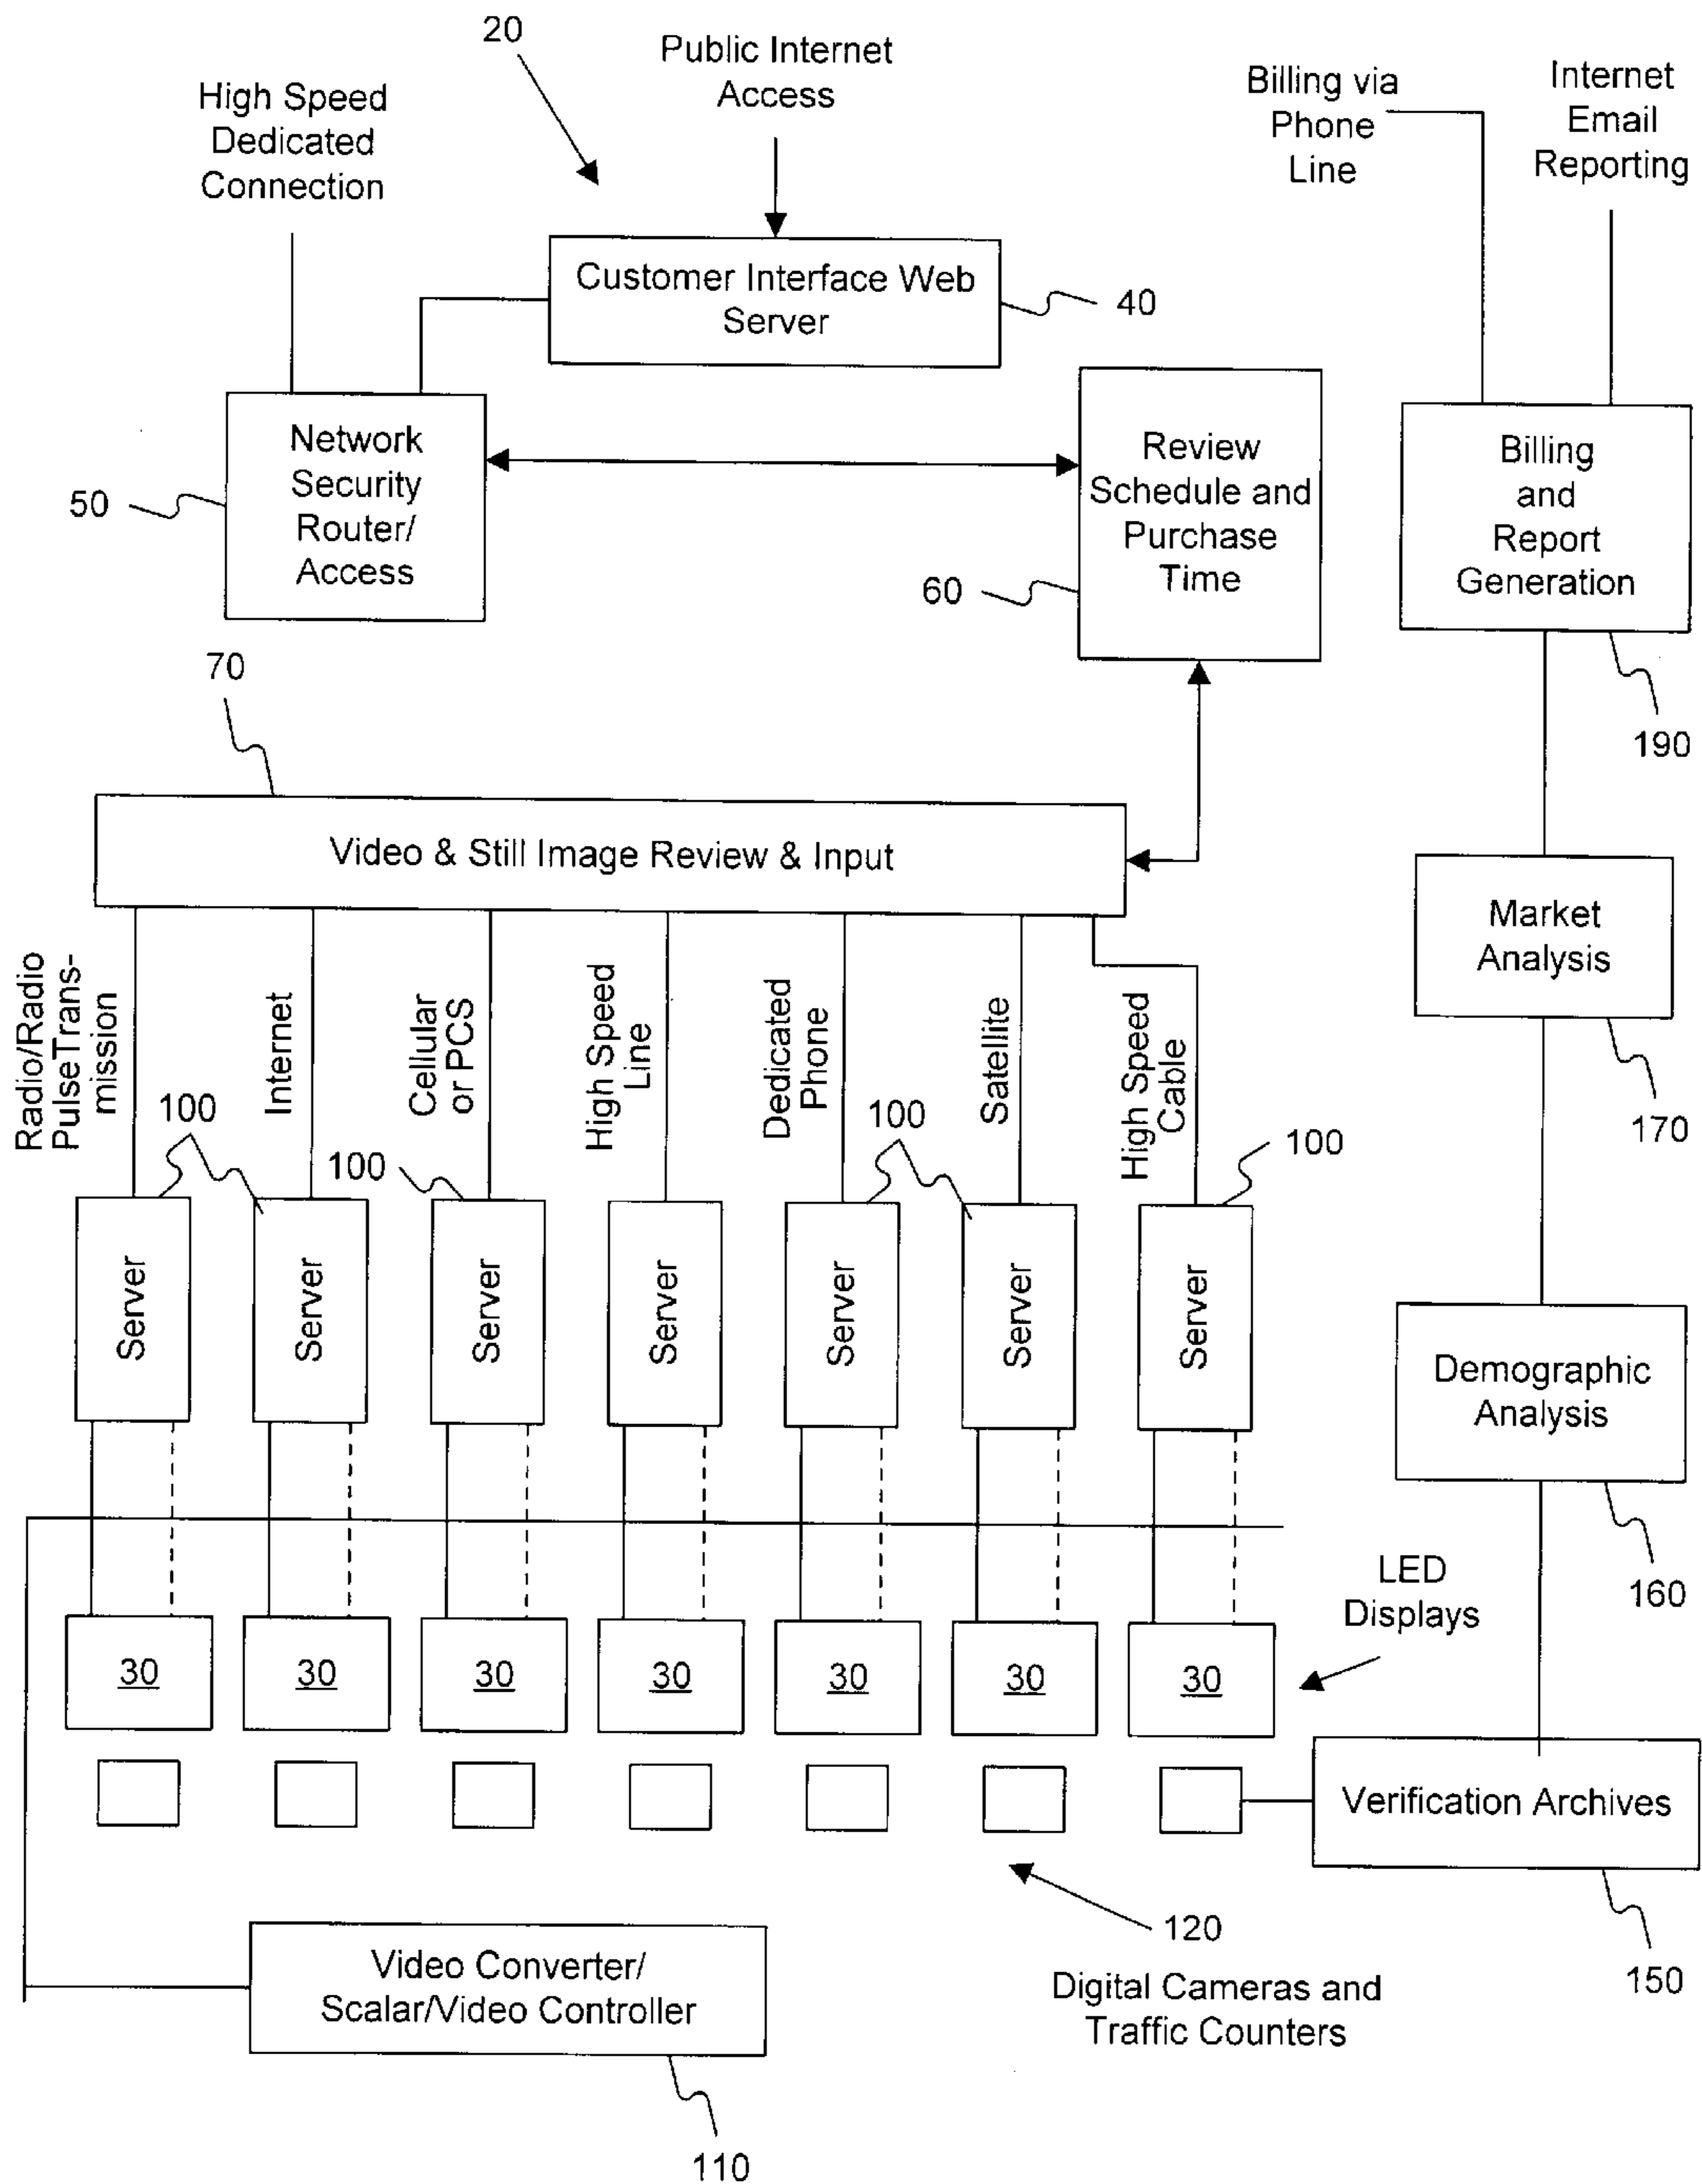 20
Public Internet
Access
High Speed
Dedicated
Connection
Billing via
Phone
Line
Internet
Email
Reporting
Customer Interface Web
Server
40
Network
Security
Router/
Access
50
Review
Schedule and
Purchase
Time
60
Billing
and
Report
Generation
190
70
Video & Still Image Review & Input
Market
Analysis
170
Radio/Radio
PulseTrans-
mission
Internet
Cellular
or PCS
High Speed
Line
Dedicated
Phone
Satellite
High Speed
Cable
100
100
100
100
Server
Server
Server
Server
Server
Server
Server
Demographic
Analysis
160
LED
Displays
30
30
30
30
30
30
30
Verification Archives
150
120
Digital Cameras and
Traffic Counters
Video Converter/
Scalar/Video Controller
110